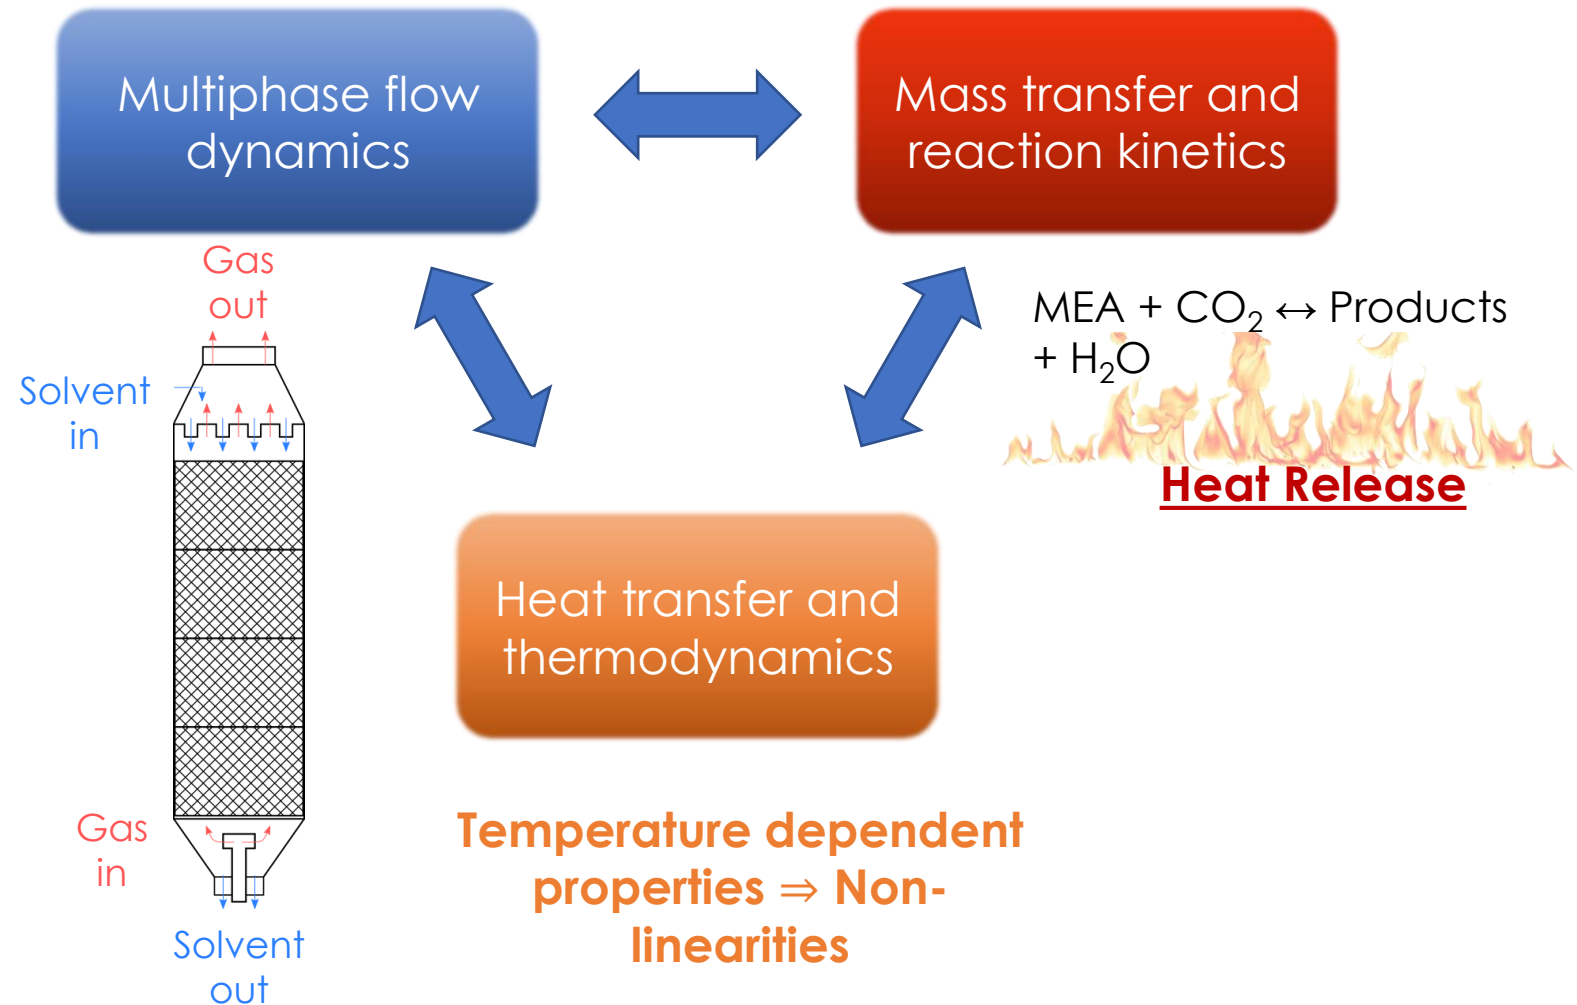 Multiphase flow
dynamics
Mass transfer and
reaction kinetics
Gas
out
Solvent
in
MEA + CO₂ ↔ Products
+ H₂O
Heat Release
Heat transfer and
thermodynamics
Gas
in
Solvent
out
Temperature dependent
properties ⇒ Non-
linearities